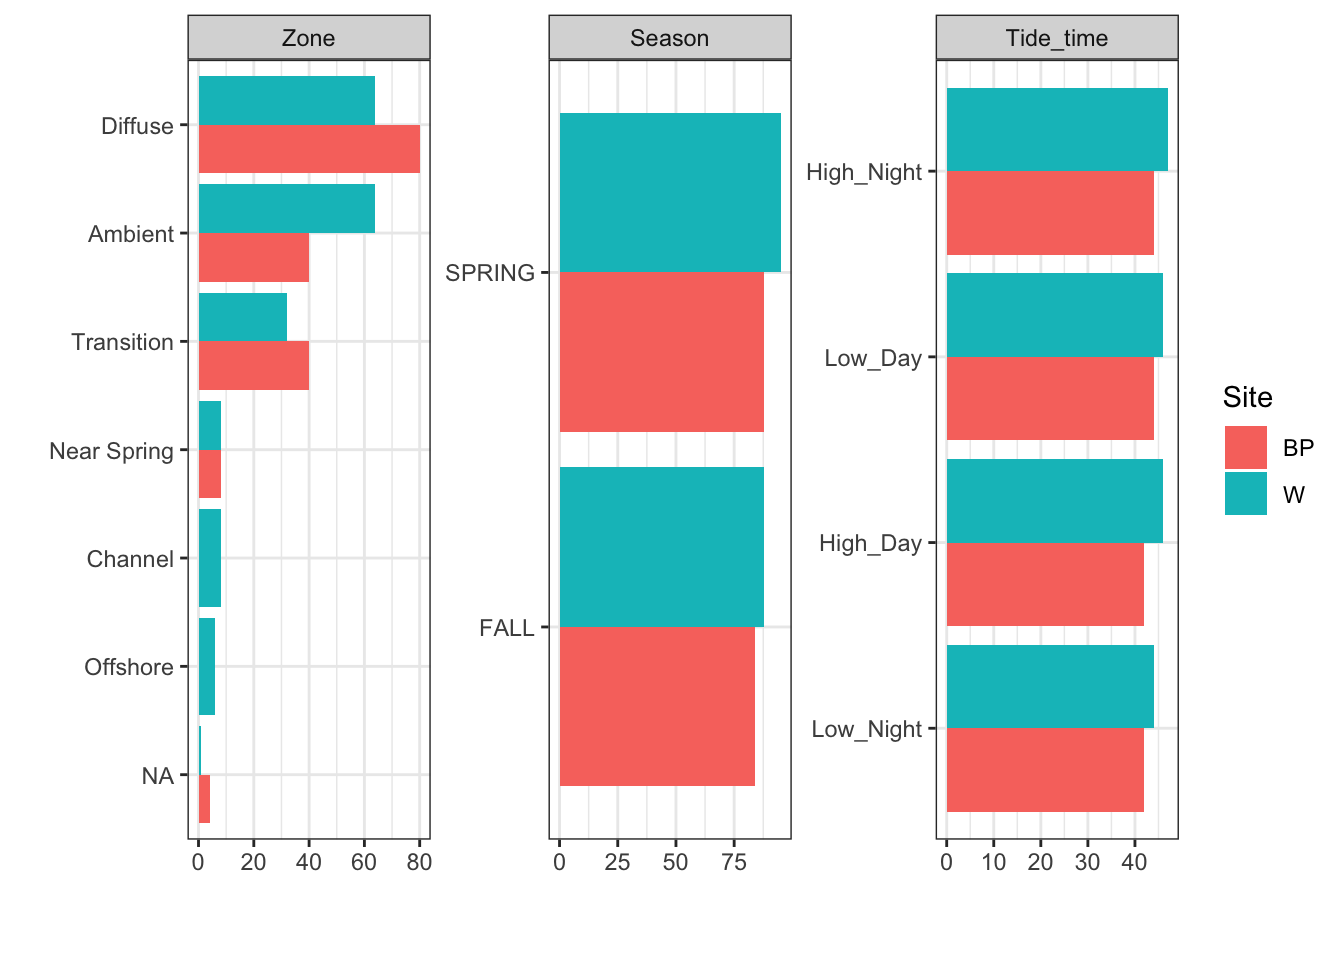 Zone
Season
Tide_time
Diffuse
Ambient
Transition
Near Spring
Channel
Offshore
NA
0 20 40 60 80
SPRING
FALL
0 25 50 75
High_Night
Low_Day
High_Day
Low_Night
0 10 20 30 40
Site
BP
W